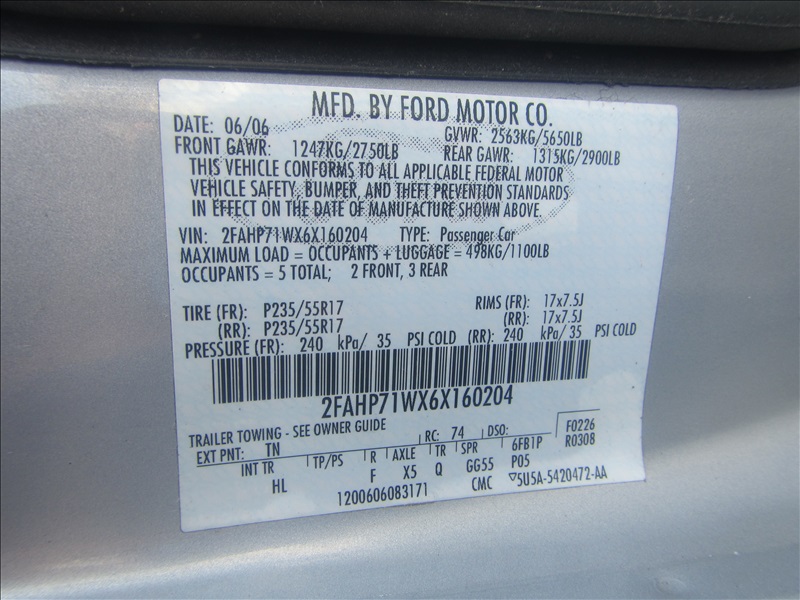 MFD. BY FORD MOTOR CO.
DATE: 06/06 GVWR: 2563KG/5650LB
FRONT GAWR: 1247KG/2750LB REAR GAWR: 1315KG/2900LB
THIS VEHICLE CONFORMS TO ALL APPLICABLE FEDERAL MOTOR
VEHICLE SAFETY, BUMPER, AND THEFT PREVENTION STANDARDS
IN EFFECT ON THE DATE OF MANUFACTURE SHOWN ABOVE.
VIN: 2FAHP71WX6X160204 TYPE: Passenger Car
MAXIMUM LOAD = OCCUPANTS + LUGGAGE = 498KG/1100LB
OCCUPANTS = 5 TOTAL; 2 FRONT, 3 REAR
TIRE (FR): P235/55R17 RIMS (FR): 17x7.5J
(RR): P235/55R17 (RR): 17x7.5J
PRESSURE (FR): 240 kPa/ 35 PSI COLD (RR): 240 kPa/ 35 PSI COLD
2FAHP71WX6X160204
TRAILER TOWING - SEE OWNER GUIDE RC: 74 DSO: F0226
EXT PNT: TN 6FB1P R0308
INT TR TP/PS R AXLE TR SPR P05
HL F X5 Q GG55
1200606083171 CMC ▽5U5A-5420472-AA